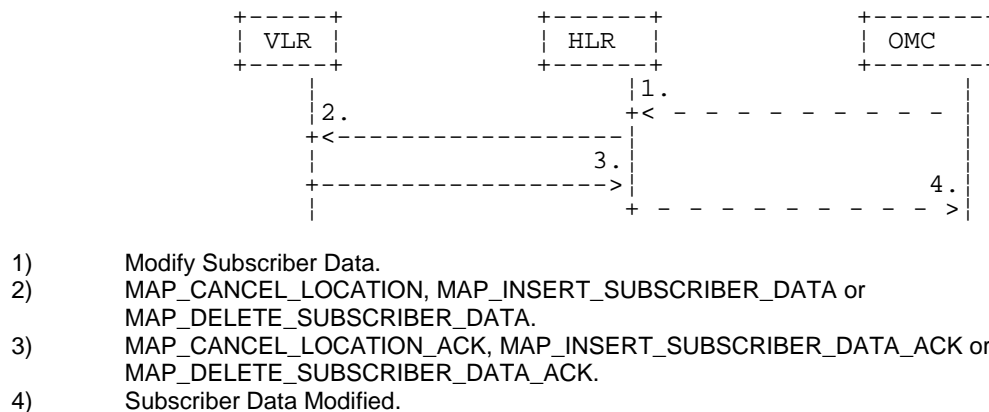 VLR HLR OMC
1.
2.
3.
4.
1) Modify Subscriber Data.
2) MAP_CANCEL_LOCATION, MAP_INSERT_SUBSCRIBER_DATA or
MAP_DELETE_SUBSCRIBER_DATA.
3) MAP_CANCEL_LOCATION_ACK, MAP_INSERT_SUBSCRIBER_DATA_ACK or
MAP_DELETE_SUBSCRIBER_DATA_ACK.
4) Subscriber Data Modified.